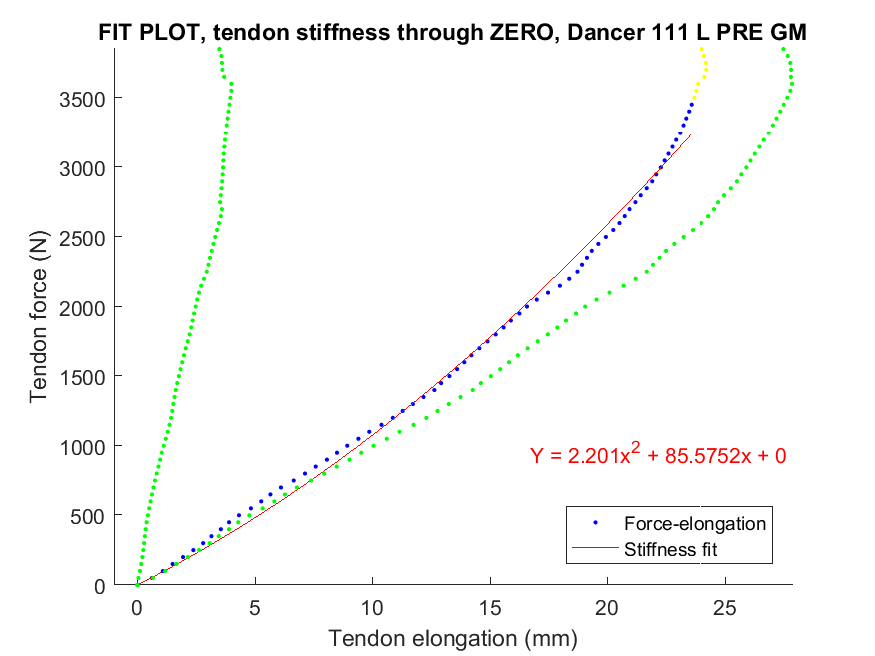 FIT PLOT, tendon stiffness through ZERO, Dancer 111 L PRE GM
3500
3000
2500
2000
1500
1000
500
0
Tendon force (N)
Y = 2.201x² + 85.5752x + 0
Force-elongation
Stiffness fit
0 5 10 15 20 25
Tendon elongation (mm)